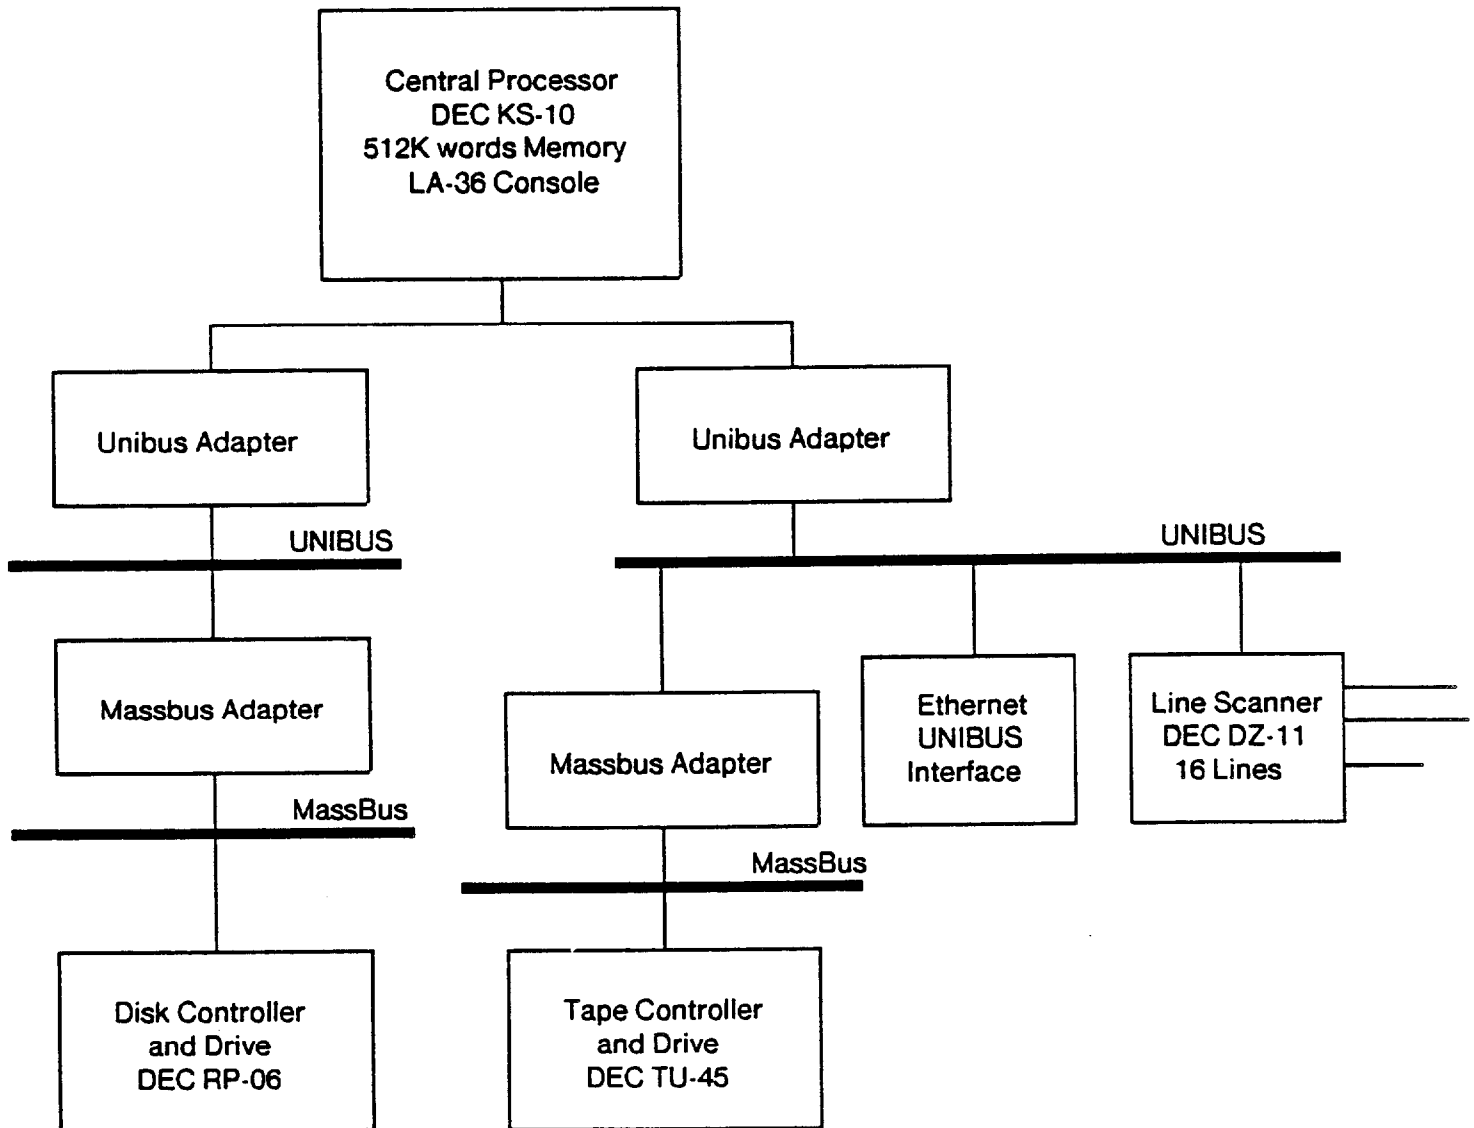 Central Processor
DEC KS-10
512K words Memory
LA-36 Console
Unibus Adapter
Unibus Adapter
UNIBUS
UNIBUS
Massbus Adapter
Massbus Adapter
Ethernet
UNIBUS
Interface
Line Scanner
DEC DZ-11
16 Lines
MassBus
MassBus
Disk Controller
and Drive
DEC RP-06
Tape Controller
and Drive
DEC TU-45